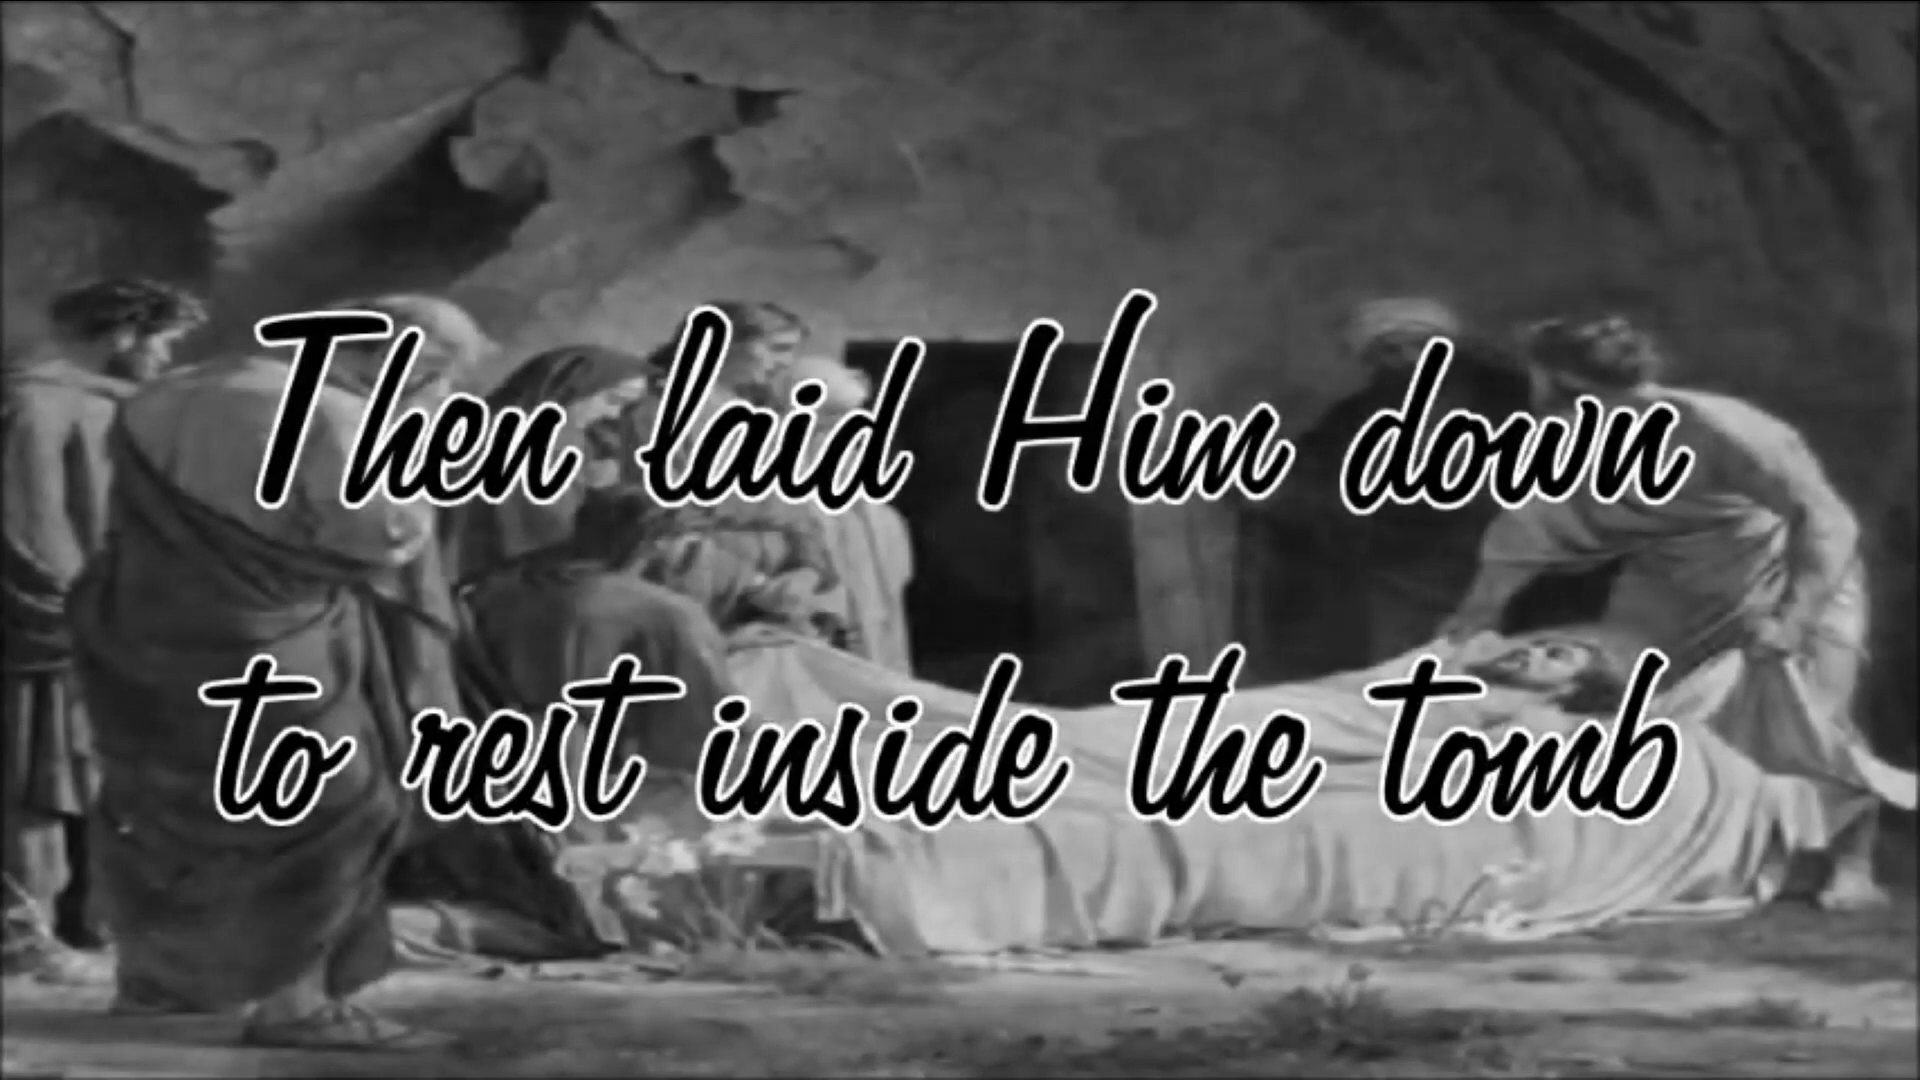 Then laid Him down
to rest inside the tomb